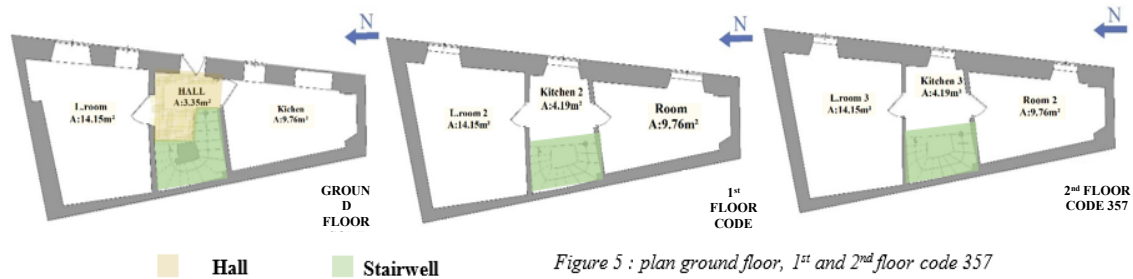 N
HALL
A:3.35m²
L.room
A:14.15m²
Kichen
A:9.76m²
GROUN
D
FLOOR
N
Kitchen 2
A:4.19m²
L.room 2
A:14.15m²
Room
A:9.76m²
1st
FLOOR
CODE
N
Kitchen 3
A:4.19m²
L.room 3
A:14.15m²
Room 2
A:9.76m²
2nd FLOOR
CODE 357
Hall
Stairwell
Figure 5 : plan ground floor, 1st and 2nd floor code 357